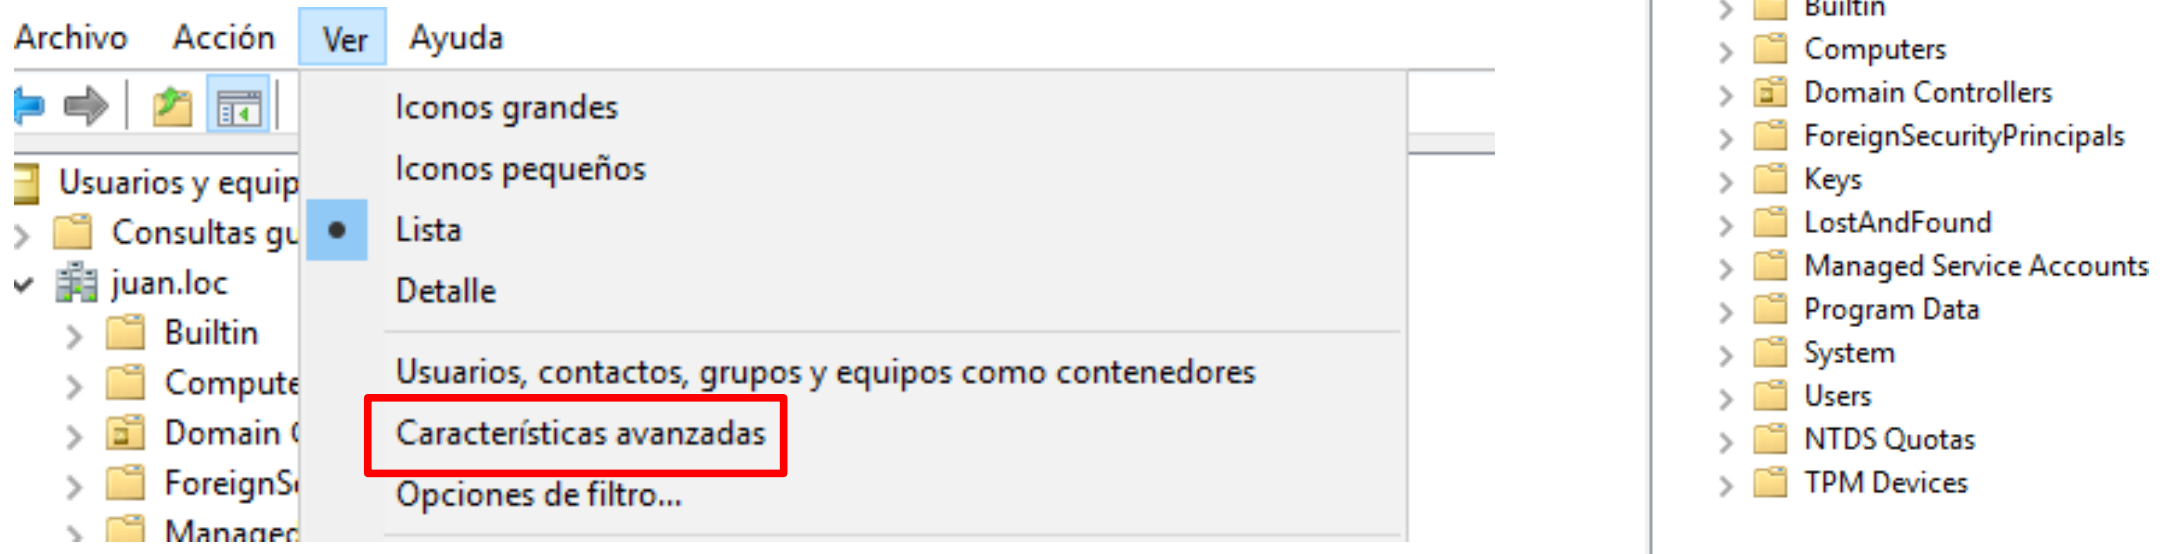 Archivo Acción Ver Ayuda
Iconos grandes
Iconos pequeños
Lista
Detalle
Usuarios, contactos, grupos y equipos como contenedores
Características avanzadas
Opciones de filtro...
Usuarios y equip
Consultas gu
juan.loc
Builtin
Compute
Domain
ForeignS
Managed
Builtin
Computers
Domain Controllers
ForeignSecurityPrincipals
Keys
LostAndFound
Managed Service Accounts
Program Data
System
Users
NTDS Quotas
TPM Devices